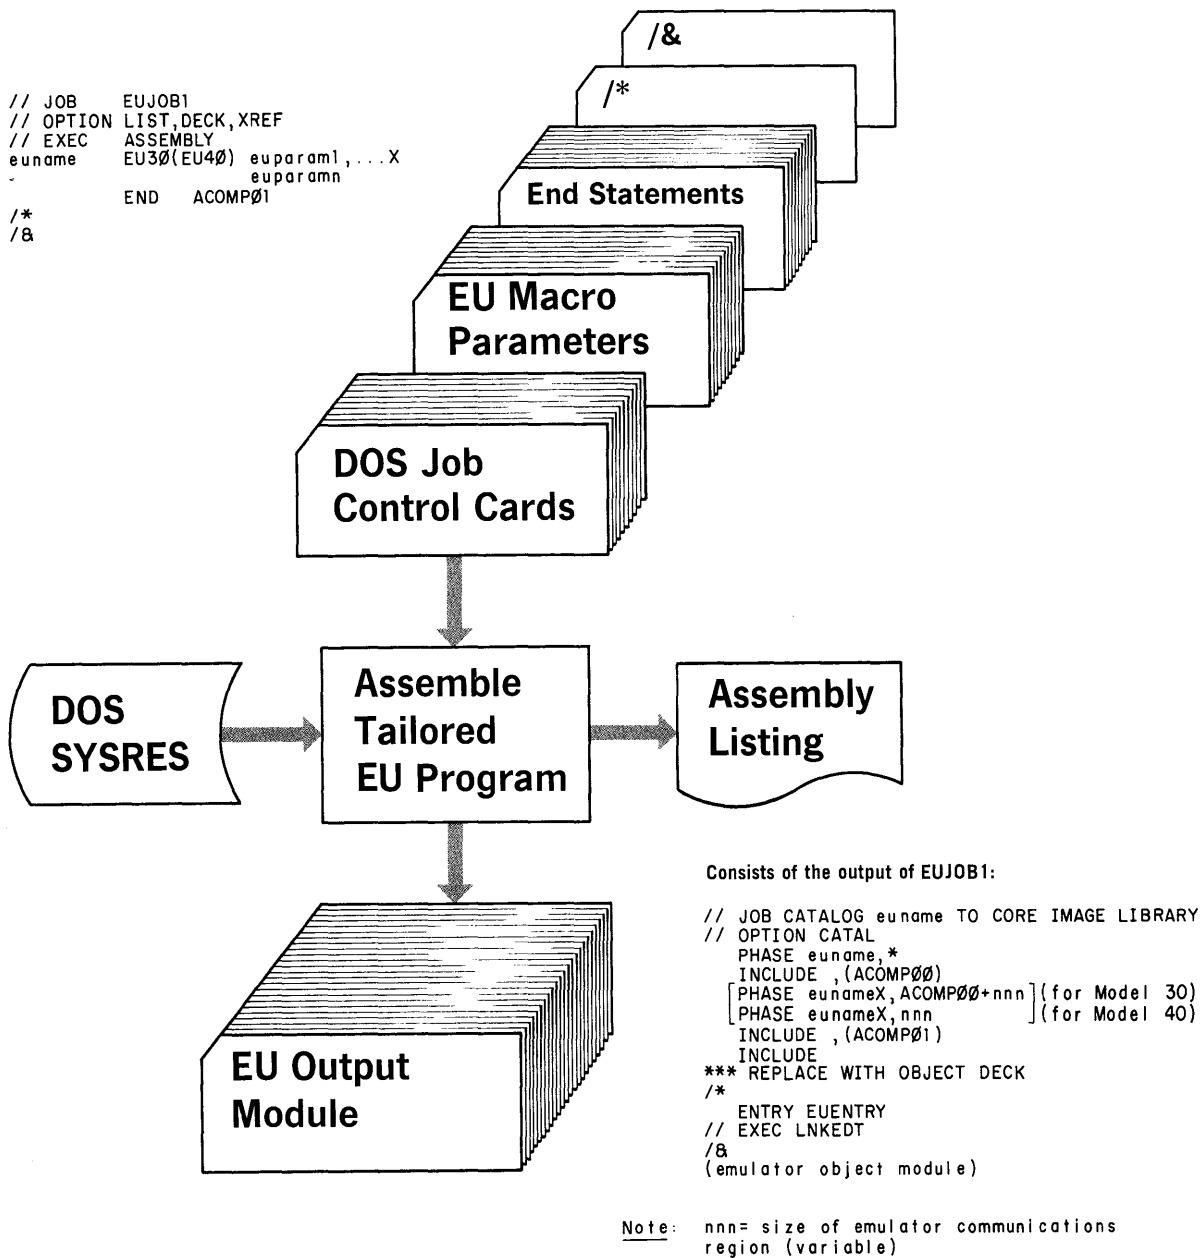 /&
/*
// JOB EUJOB1
// OPTION LIST,DECK,XREF
// EXEC ASSEMBLY
euname EU3Ø(EU4Ø) euparam1,...X
euparamn
END ACOMPØ1
/*
/&
End Statements
EU Macro
Parameters
DOS Job
Control Cards
DOS
SYSRES
Assemble
Tailored
EU Program
Assembly
Listing
Consists of the output of EUJOB1:
// JOB CATALOG euname TO CORE IMAGE LIBRARY
// OPTION CATAL
PHASE euname,*
INCLUDE ,(ACOMPØØ)
[PHASE eunameX,ACOMPØØ+nnn](for Model 30)
[PHASE eunameX,nnn ](for Model 40)
INCLUDE ,(ACOMPØ1)
INCLUDE
*** REPLACE WITH OBJECT DECK
/*
ENTRY EUENTRY
// EXEC LNKEDT
/&
(emulator object module)
EU Output
Module
Note: nnn= size of emulator communications
region (variable)